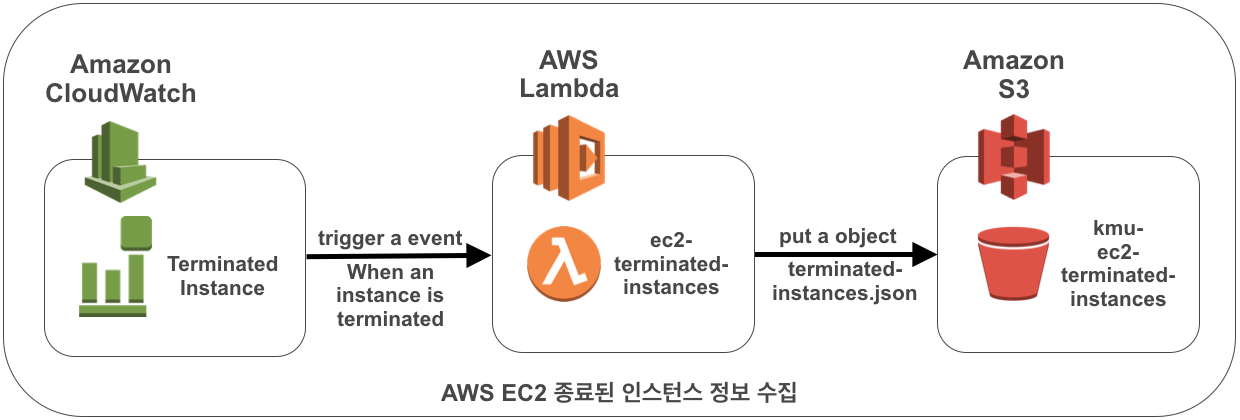 Amazon
CloudWatch
AWS
Lambda
Amazon
S3
Terminated
Instance
trigger a event
When an
instance is
terminated
λ
ec2-
terminated-
instances
put a object
terminated-
instances.json
kmu-
ec2-
terminated-
instances
AWS EC2 종료된 인스턴스 정보 수집